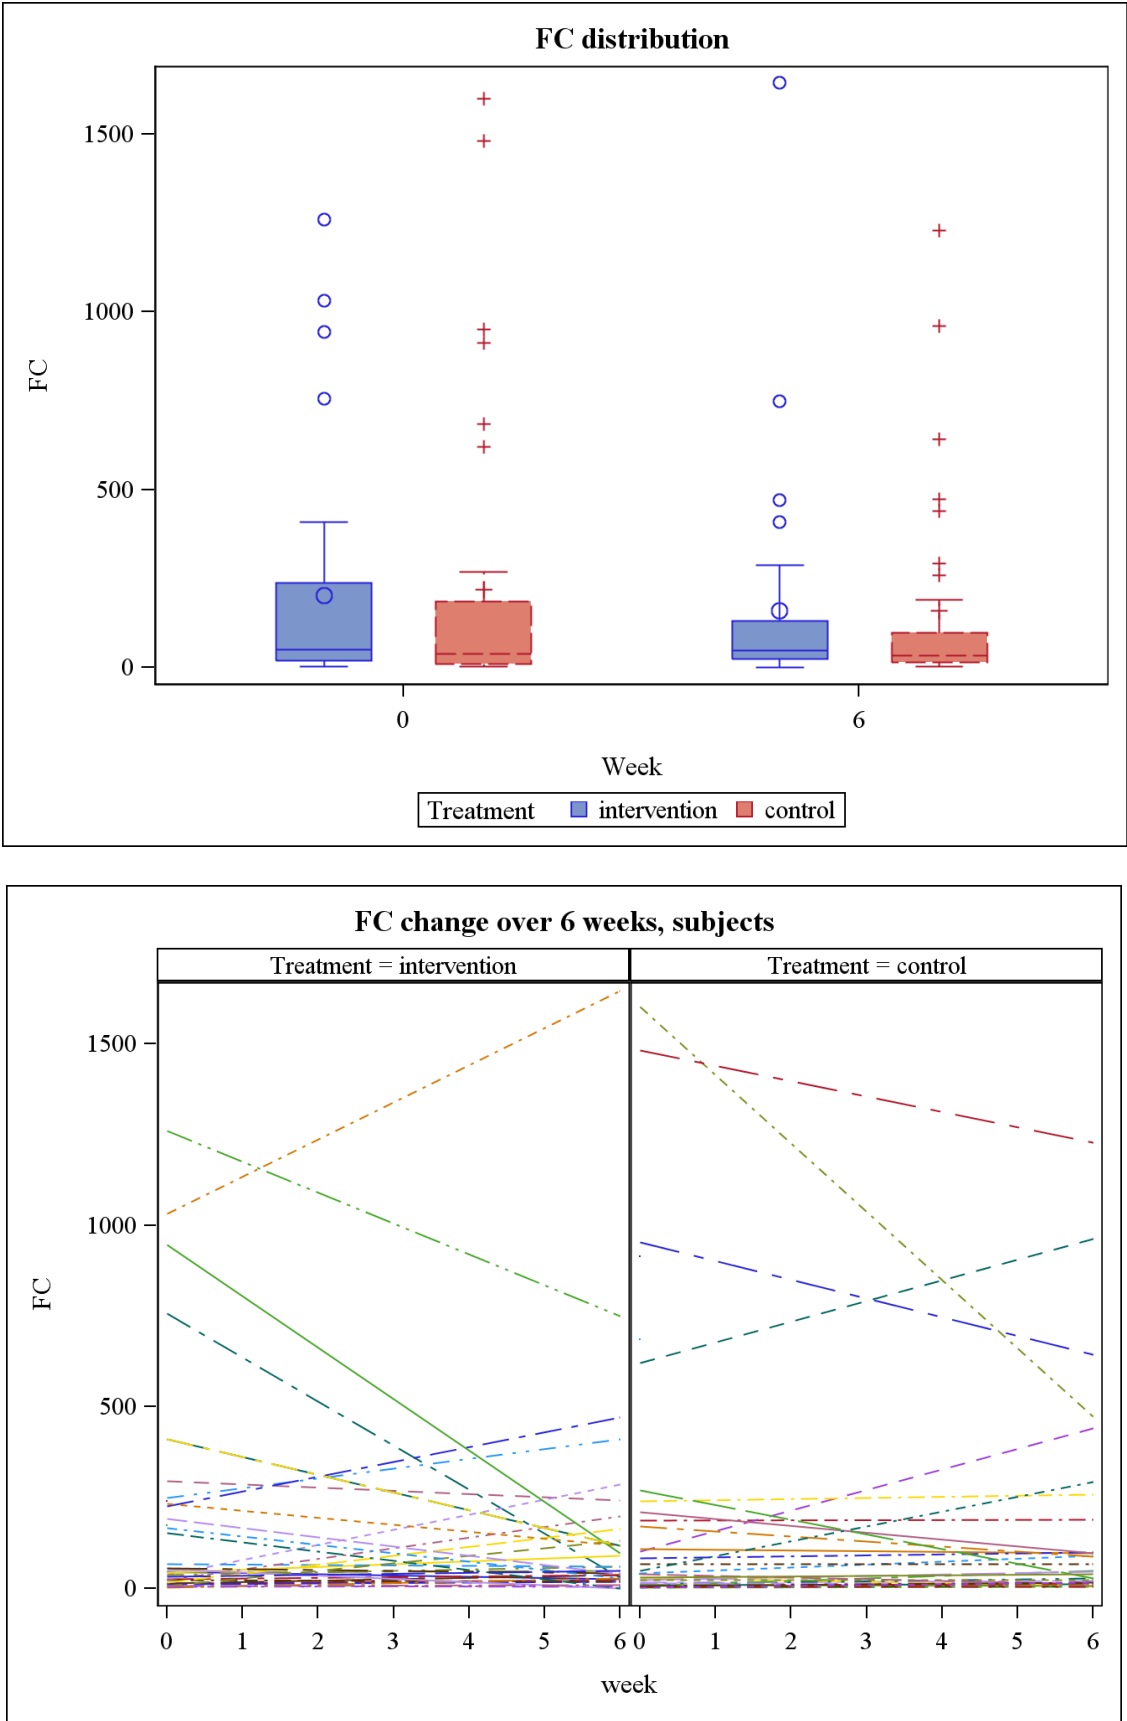 FC distribution
1500
1000
500
0
FC
0 6
Week
Treatment intervention control
FC change over 6 weeks, subjects
Treatment = intervention Treatment = control
1500
1000
500
0
FC
0 1 2 3 4 5 6 0 1 2 3 4 5 6
week